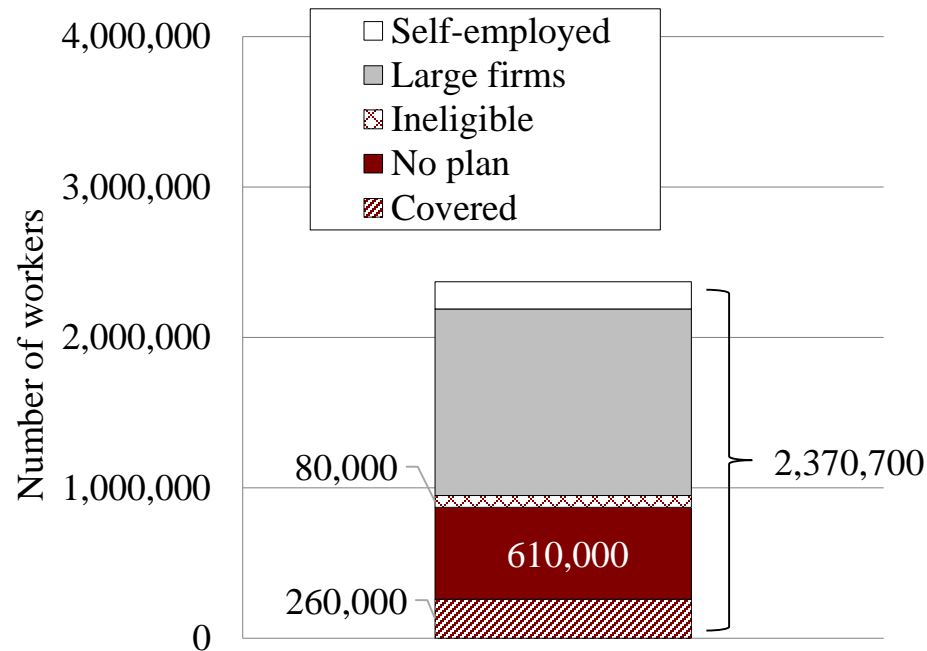 Self-employed
Large firms
Ineligible
No plan
Covered
Number of workers
4,000,000
3,000,000
2,000,000
1,000,000
0
80,000
610,000
260,000
2,370,700